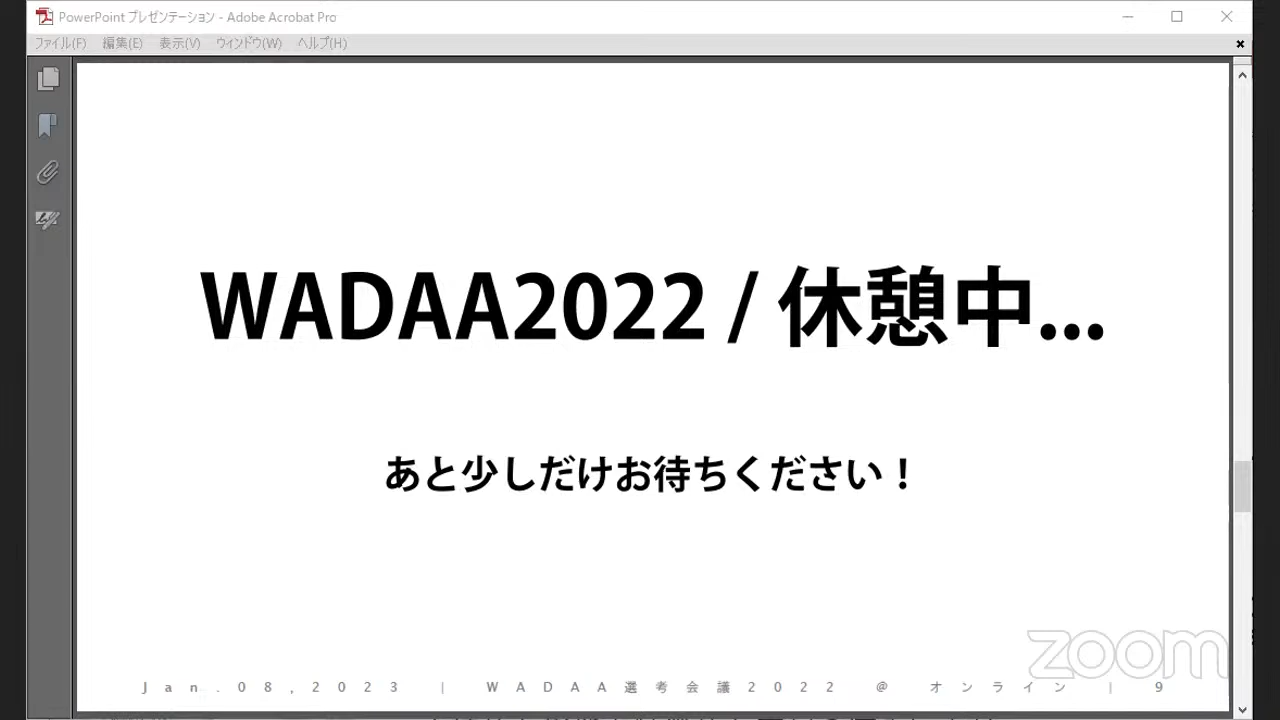 PowerPoint プレゼンテーション - Adobe Acrobat Pro
ファイル(F) 編集(E) 表示(V) ウィンドウ(W) ヘルプ(H)
WADAA2022 / 休憩中...
あと少しだけお待ちください！
zoom
Jan.08,2023 | WADAA選考会議2022 @ オンライン | 9